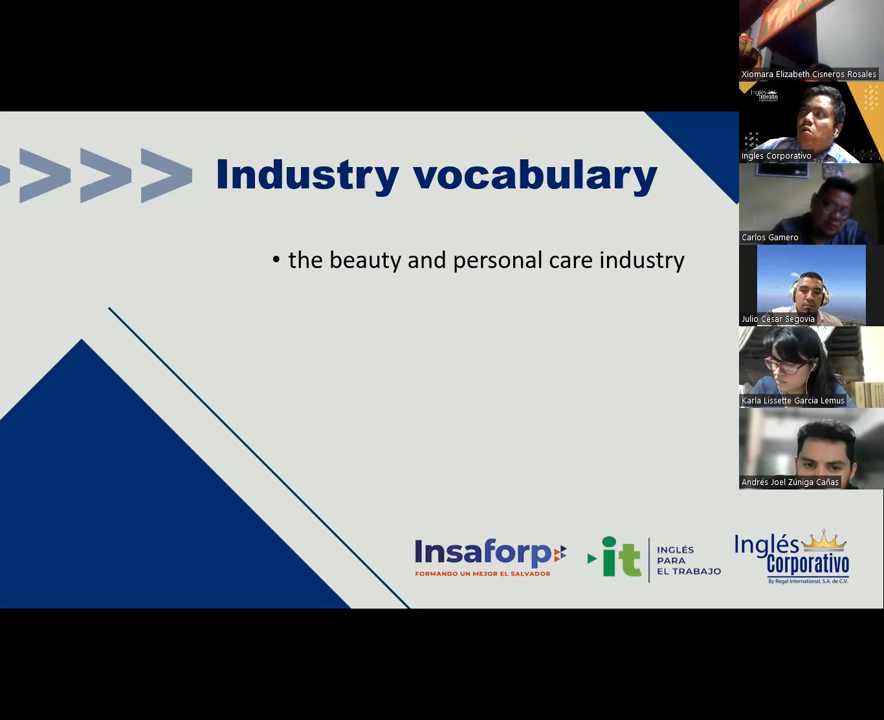 Industry vocabulary
• the beauty and personal care industry
Insaforp
FORMANDO UN MEJOR EL SALVADOR
it
INGLÉS
PARA
EL TRABAJO
Inglés
Corporativo
By Regal International, S.A. de C.V.
Xiomara Elizabeth Cisneros Rosales
Ingles Corporativo
Carlos Gamero
Julio César Segovia
Karla Lissette Garcia Lemus
Andrés Joel Zúniga Cañas